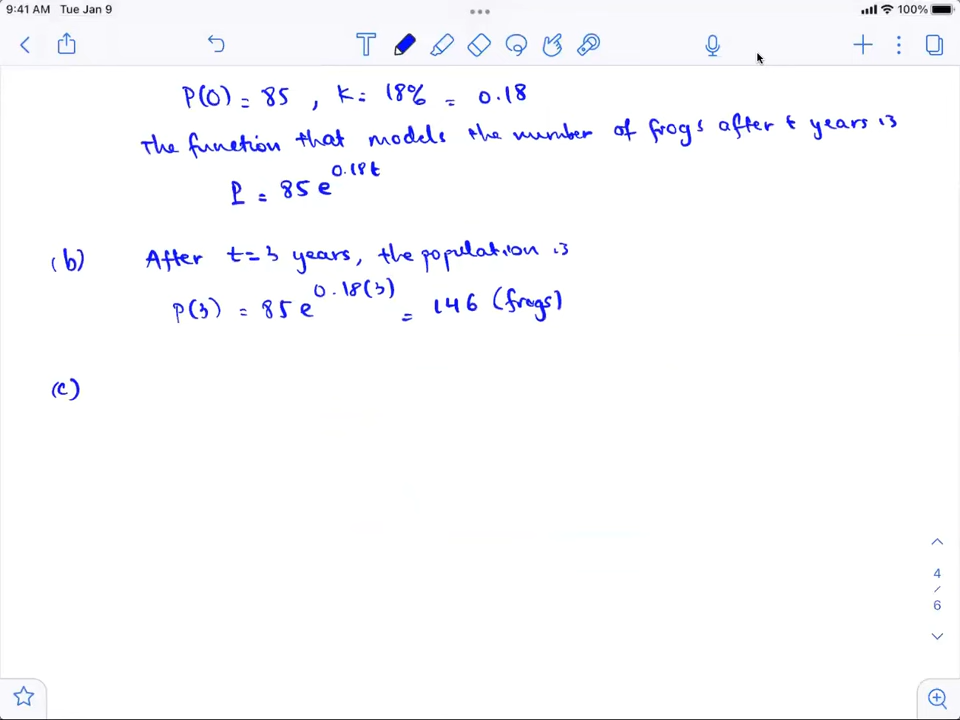 9:41 AM Tue Jan 9
100%
T
P(0) = 85 , K = 18% = 0.18
The function that models the number of frogs after t years is
P = 85 e^0.18t
(b) After t=3 years, the population is
P(3) = 85 e^0.18(3) = 146 (frogs)
(c)
4
/
6